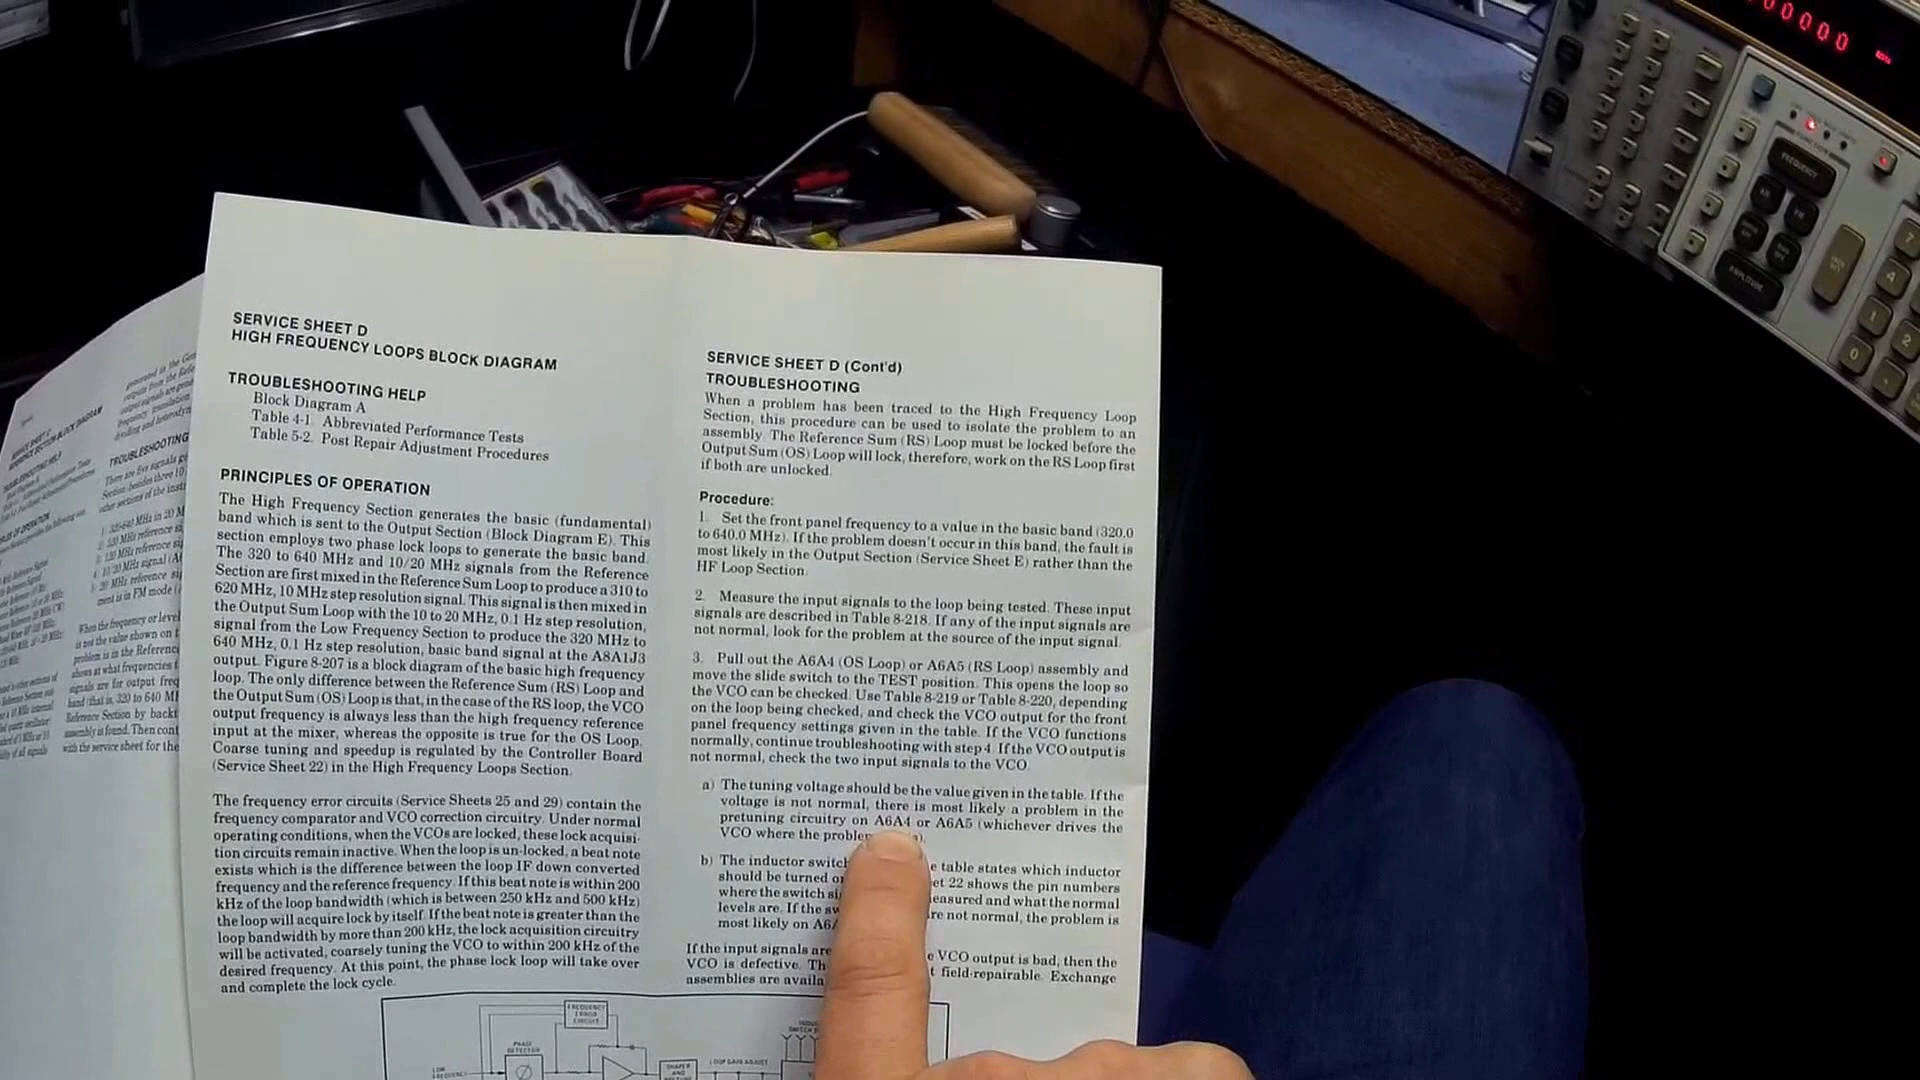 SERVICE SHEET D
HIGH FREQUENCY LOOPS BLOCK DIAGRAM
TROUBLESHOOTING HELP
Block Diagram A
Table 4-1. Abbreviated Performance Tests
Table 5-2. Post Repair Adjustment Procedures
PRINCIPLES OF OPERATION
The High Frequency Section generates the basic (fundamental)
band which is sent to the Output Section (Block Diagram E). This
section employs two phase lock loops to generate the basic band.
The 320 to 640 MHz and 10/20 MHz signals from the Reference
Section are first mixed in the Reference Sum Loop to produce a 310 to
620 MHz, 10 MHz step resolution signal. This signal is then mixed in
the Output Sum Loop with the 10 to 20 MHz, 0.1 Hz step resolution,
signal from the Low Frequency Section to produce the 320 MHz to
640 MHz, 0.1 Hz step resolution, basic band signal at the A8A1J3
output. Figure 8-207 is a block diagram of the basic high frequency
loop. The only difference between the Reference Sum (RS) Loop and
the Output Sum (OS) Loop is that, in the case of the RS loop, the VCO
output frequency is always less than the high frequency reference
input at the mixer, whereas the opposite is true for the OS Loop.
Coarse tuning and speedup is regulated by the Controller Board
(Service Sheet 22) in the High Frequency Loops Section.
The frequency error circuits (Service Sheets 25 and 29) contain the
frequency comparator and VCO correction circuitry. Under normal
operating conditions, when the VCOs are locked, these lock acquisi-
tion circuits remain inactive. When the loop is un-locked, a beat note
exists which is the difference between the loop IF down converted
frequency and the reference frequency. If this beat note is within 200
kHz of the loop bandwidth (which is between 250 kHz and 500 kHz)
the loop will acquire lock by itself. If the beat note is greater than the
loop bandwidth by more than 200 kHz, the lock acquisition circuitry
will be activated, coarsely tuning the VCO to within 200 kHz of the
desired frequency. At this point, the phase lock loop will take over
and complete the lock cycle.
FREQUENCY
ERROR
CIRCUIT
PHASE
DETECTOR
LOOP GAIN ADJUST
SHAPER
AND
SERVICE SHEET D (Cont'd)
TROUBLESHOOTING
When a problem has been traced to the High Frequency Loop
Section, this procedure can be used to isolate the problem to an
assembly. The Reference Sum (RS) Loop must be locked before the
Output Sum (OS) Loop will lock, therefore, work on the RS Loop first
if both are unlocked.
Procedure:
1. Set the front panel frequency to a value in the basic band (320.0
to 640.0 MHz). If the problem doesn't occur in this band, the fault is
most likely in the Output Section (Service Sheet E) rather than the
HF Loop Section.
2. Measure the input signals to the loop being tested. These input
signals are described in Table 8-218. If any of the input signals are
not normal, look for the problem at the source of the input signal.
3. Pull out the A6A4 (OS Loop) or A6A5 (RS Loop) assembly and
move the slide switch to the TEST position. This opens the loop so
the VCO can be checked. Use Table 8-219 or Table 8-220, depending
on the loop being checked, and check the VCO output for the front
panel frequency settings given in the table. If the VCO functions
normally, continue troubleshooting with step 4. If the VCO output is
not normal, check the two input signals to the VCO.
a) The tuning voltage should be the value given in the table. If the
voltage is not normal, there is most likely a problem in the
pretuning circuitry on A6A4 or A6A5 (whichever drives the
VCO where the
b) The inductor table states which inductor
should be turned 22 shows the pin numbers
where the switch and what the normal
levels are. If the not normal, the problem is
most likely on
If the input signals are VCO output is bad, then the
VCO is defective. field-repairable. Exchange
assemblies are
FREQUENCY
AMPLITUDE